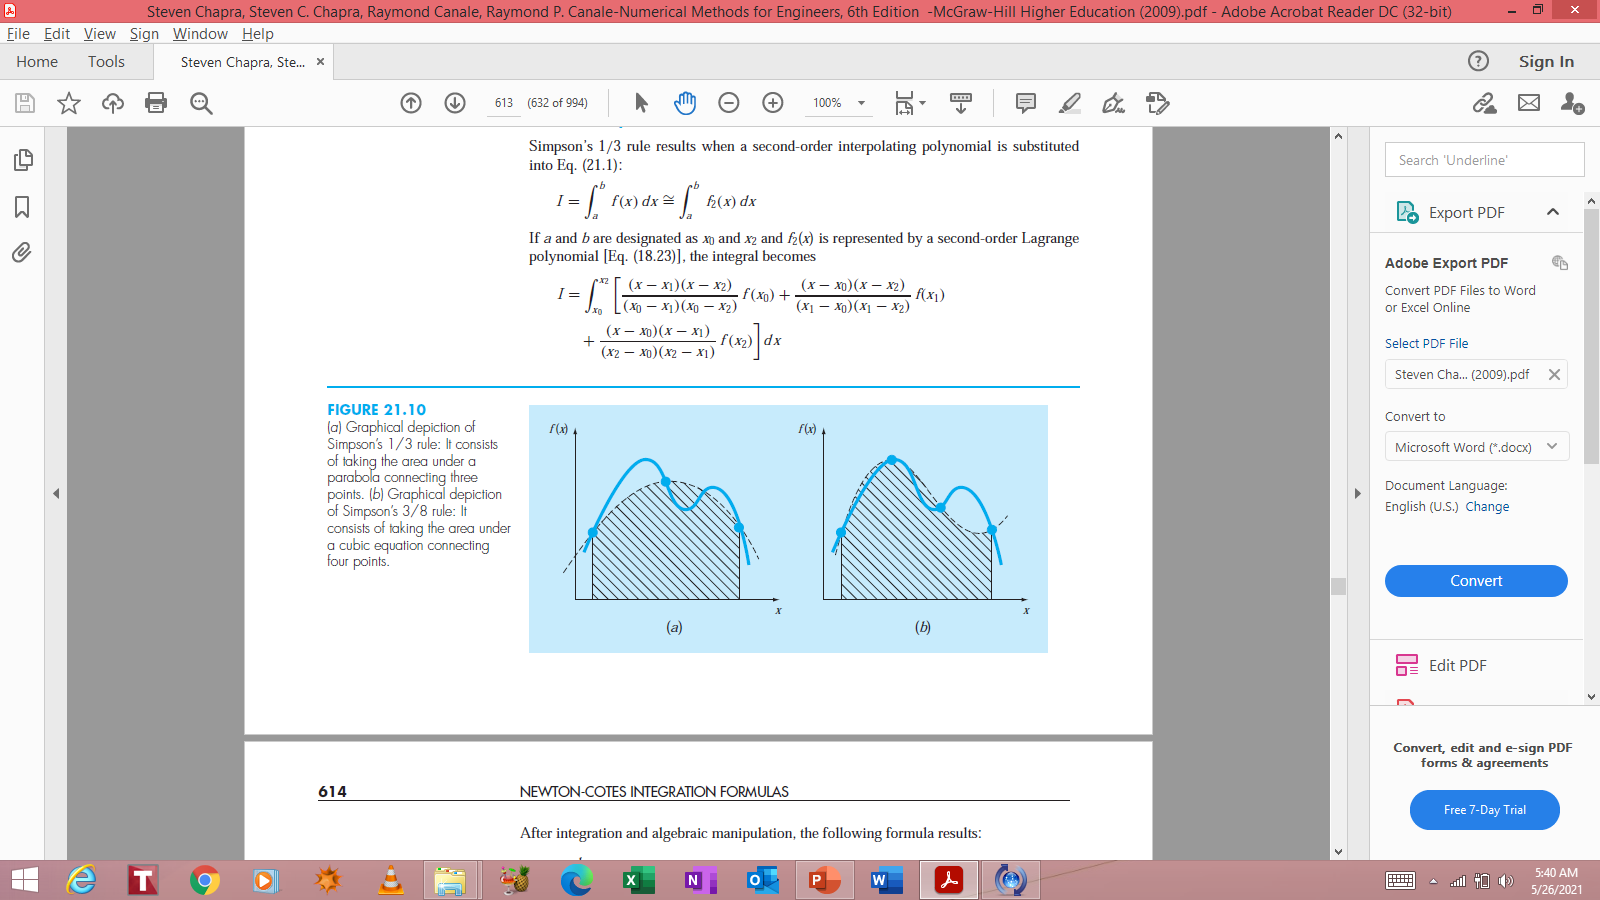 Steven Chapra, Steven C. Chapra, Raymond Canale, Raymond P. Canale-Numerical Methods for Engineers, 6th Edition -McGraw-Hill Higher Education (2009).pdf - Adobe Acrobat Reader DC (32-bit)
File Edit View Sign Window Help
Home Tools Steven Chapra, Ste... × Sign In
613 (632 of 994) 100%
Simpson's 1/3 rule results when a second-order interpolating polynomial is substituted
into Eq. (21.1):
I = ∫_a^b f(x) dx ≅ ∫_a^b f₂(x) dx
If a and b are designated as x₀ and x₂ and f₂(x) is represented by a second-order Lagrange
polynomial [Eq. (18.23)], the integral becomes
I = ∫_{x₀}^{x₂} [ (x − x₁)(x − x₂) / (x₀ − x₁)(x₀ − x₂) f(x₀) + (x − x₀)(x − x₂) / (x₁ − x₀)(x₁ − x₂) f(x₁)
+ (x − x₀)(x − x₁) / (x₂ − x₀)(x₂ − x₁) f(x₂) ] dx
FIGURE 21.10
(a) Graphical depiction of
Simpson's 1/3 rule: It consists
of taking the area under a
parabola connecting three
points. (b) Graphical depiction
of Simpson's 3/8 rule: It
consists of taking the area under
a cubic equation connecting
four points.
f(x)
x
(a)
f(x)
x
(b)
614 NEWTON-COTES INTEGRATION FORMULAS
After integration and algebraic manipulation, the following formula results:
Search 'Underline'
Export PDF
Adobe Export PDF
Convert PDF Files to Word
or Excel Online
Select PDF File
Steven Cha... (2009).pdf
Convert to
Microsoft Word (*.docx)
Document Language:
English (U.S.) Change
Convert
Edit PDF
Convert, edit and e-sign PDF
forms & agreements
Free 7-Day Trial
5:40 AM
5/26/2021